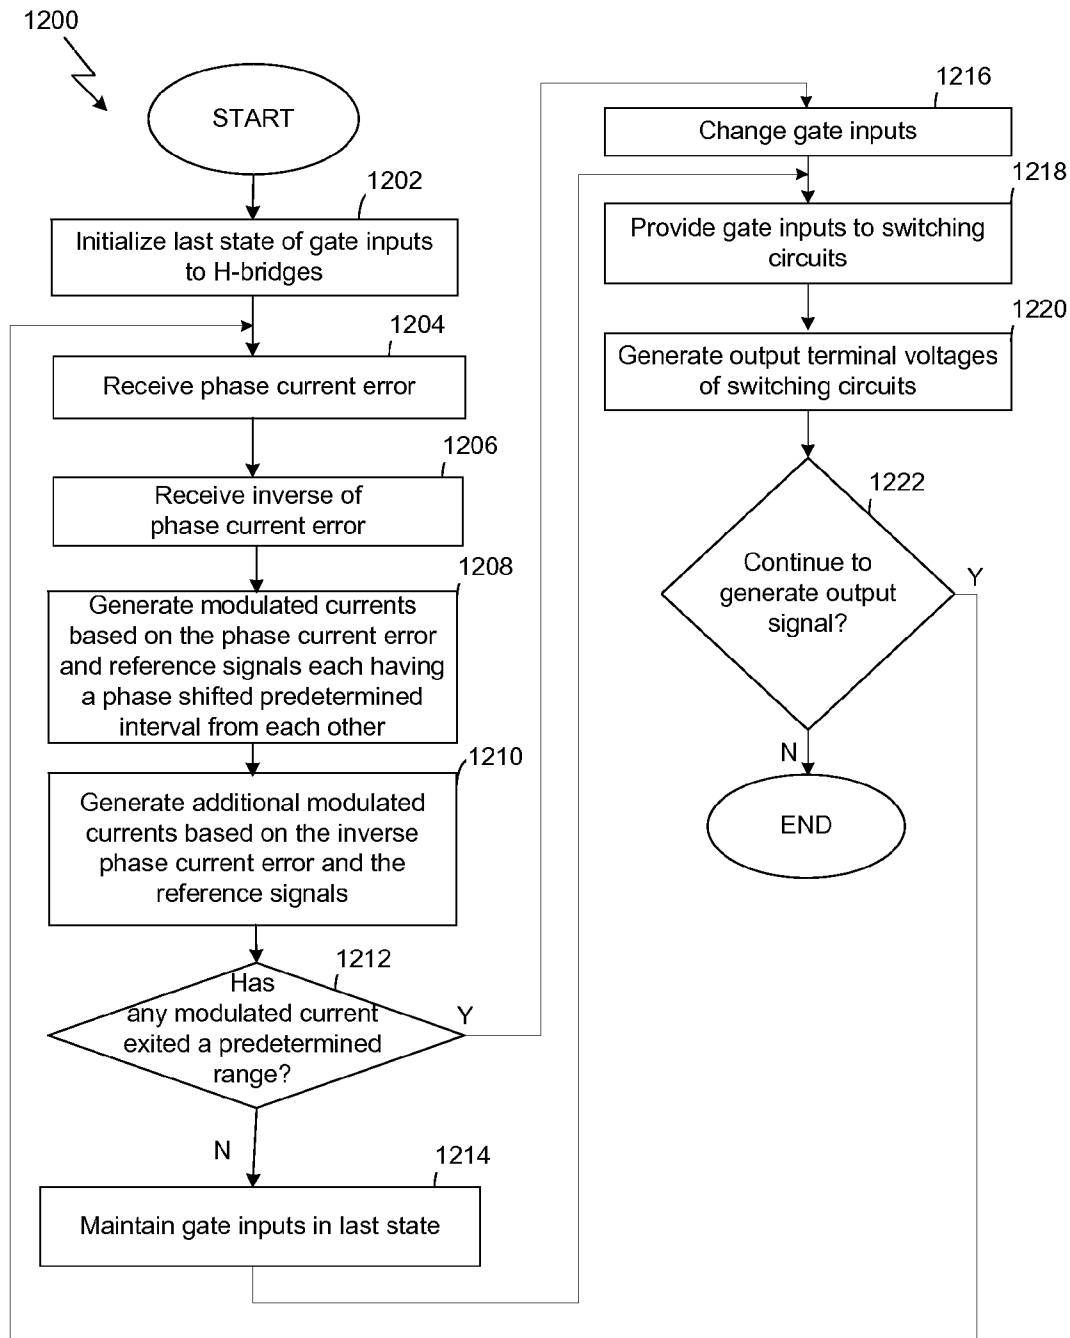 1200
START
1202
Initialize last state of gate inputs
to H-bridges
1204
Receive phase current error
1206
Receive inverse of
phase current error
1208
Generate modulated currents
based on the phase current error
and reference signals each having
a phase shifted predetermined
interval from each other
1210
Generate additional modulated
currents based on the inverse
phase current error and the
reference signals
1212
Has
any modulated current
exited a predetermined
range?
Y
N
1214
Maintain gate inputs in last state
1216
Change gate inputs
1218
Provide gate inputs to switching
circuits
1220
Generate output terminal voltages
of switching circuits
1222
Continue to
generate output
signal?
Y
N
END